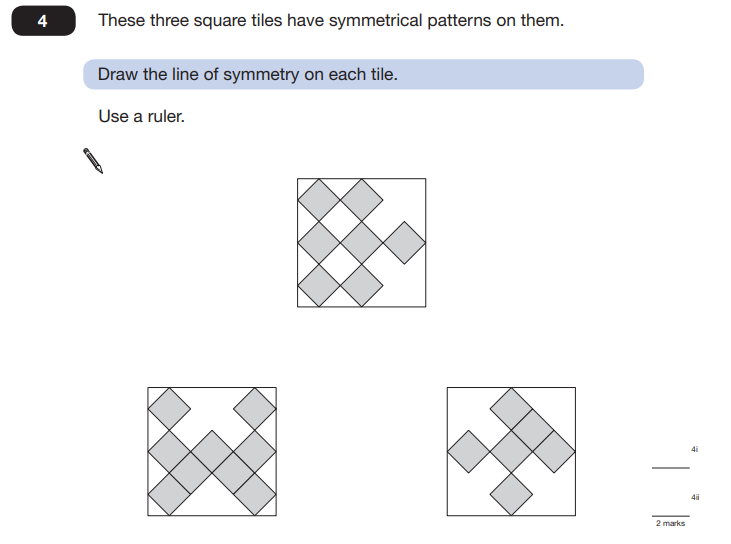 4
These three square tiles have symmetrical patterns on them.
Draw the line of symmetry on each tile.
Use a ruler.
4i
4ii
2 marks